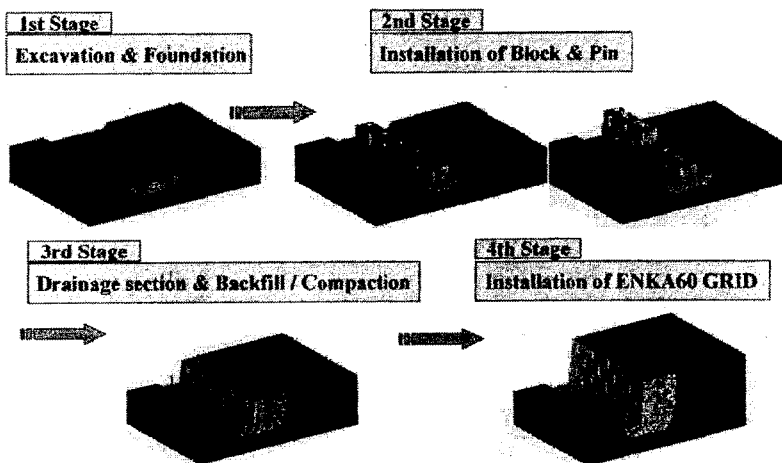 1st Stage
Excavation & Foundation
2nd Stage
Installation of Block & Pin
3rd Stage
Drainage section & Backfill / Compaction
4th Stage
Installation of ENKA60 GRID